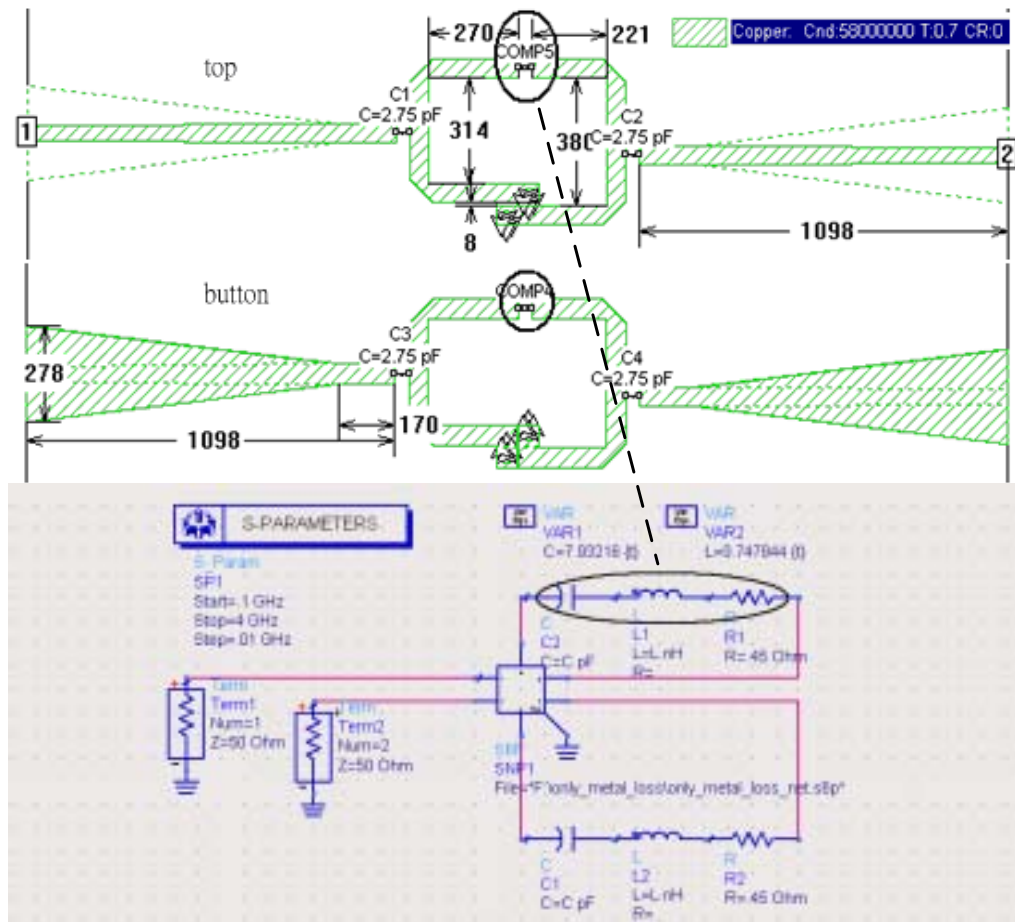 270
221
Copper: Cnd:58000000 T:0.7 CR:0
COMP5
top
C1
C=2.75 pF
314
380
C2
C=2.75 pF
1
2
8
1098
button
COMP4
C3
C=2.75 pF
C4
C=2.75 pF
278
170
1098
S-PARAMETERS
S_Param
SP1
Start=.1 GHz
Stop=4 GHz
Step=.01 GHz
VAR
VAR1
VAR
VAR2
C
C2
C=C pF
L
L1
L=L nH
R=
R
R1
R=.45 Ohm
Term
Term1
Num=1
Z=50 Ohm
Term
Term2
Num=2
Z=50 Ohm
SNP1
C
C1
C=C pF
L
L2
L=L nH
R=
R
R2
R=.45 Ohm